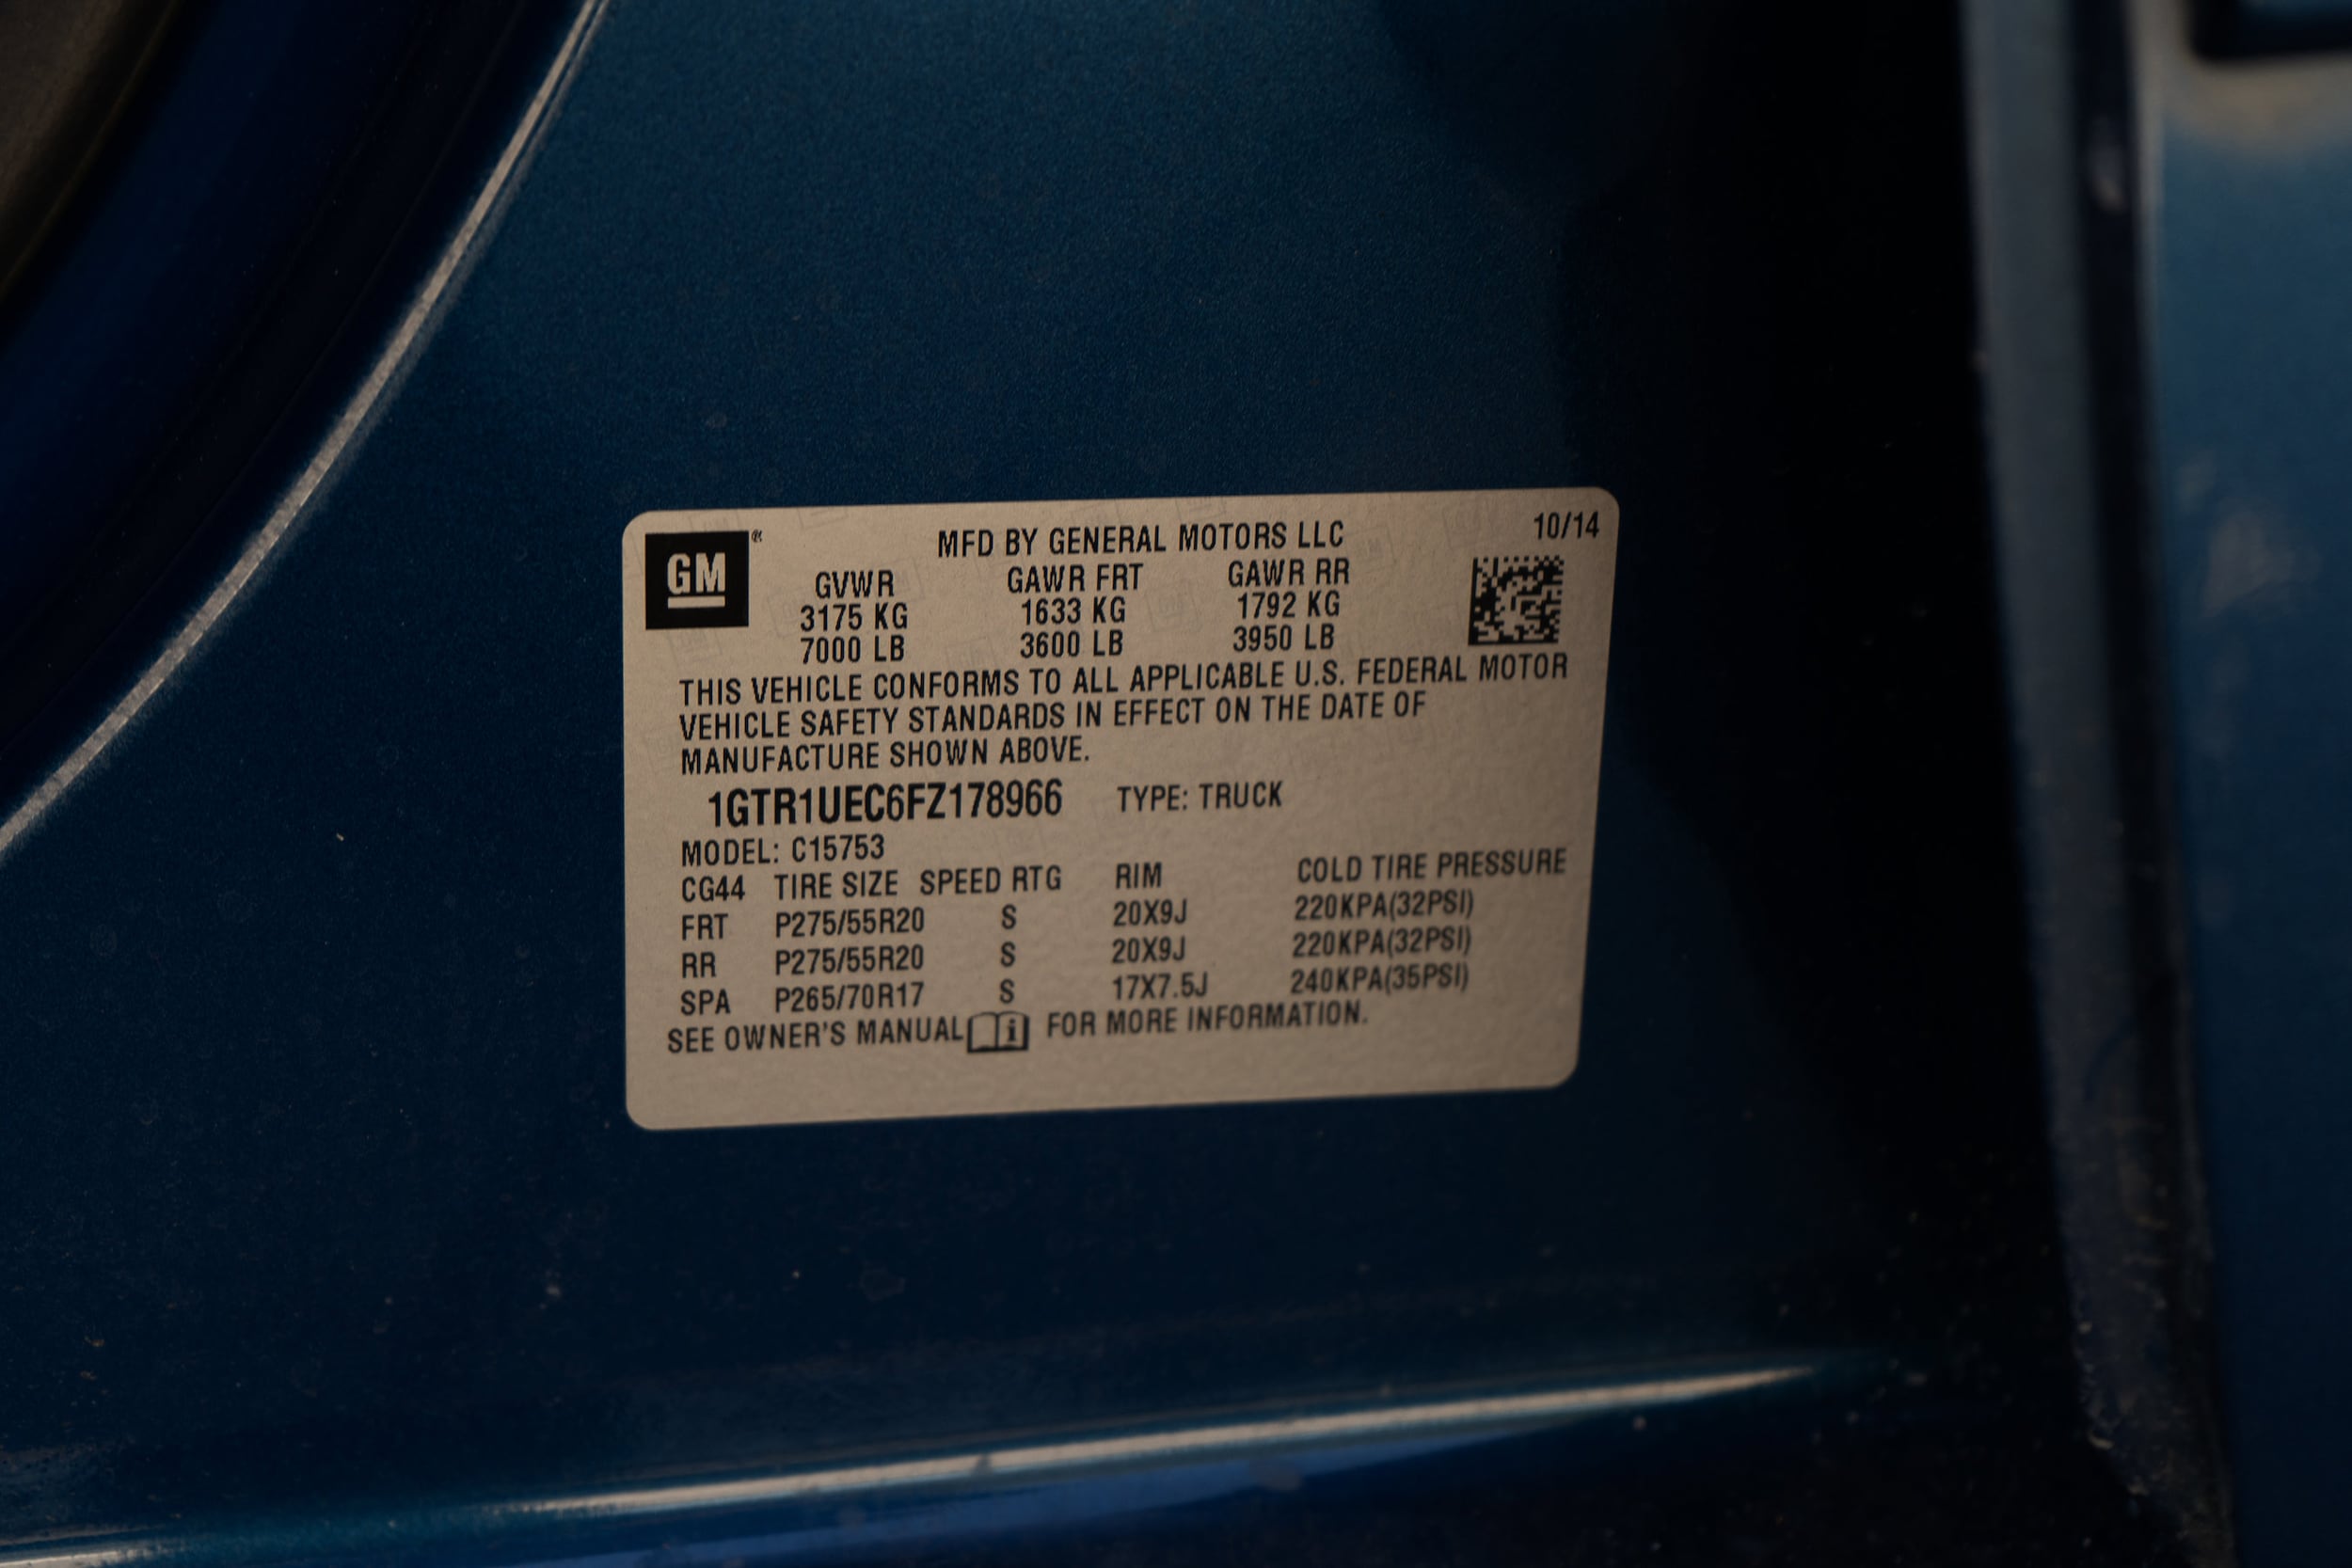 GM ®
MFD BY GENERAL MOTORS LLC 10/14
GVWR GAWR FRT GAWR RR
3175 KG 1633 KG 1792 KG
7000 LB 3600 LB 3950 LB
THIS VEHICLE CONFORMS TO ALL APPLICABLE U.S. FEDERAL MOTOR
VEHICLE SAFETY STANDARDS IN EFFECT ON THE DATE OF
MANUFACTURE SHOWN ABOVE.
1GTR1UEC6FZ178966 TYPE: TRUCK
MODEL: C15753
CG44 TIRE SIZE SPEED RTG RIM COLD TIRE PRESSURE
FRT P275/55R20 S 20X9J 220KPA(32PSI)
RR P275/55R20 S 20X9J 220KPA(32PSI)
SPA P265/70R17 S 17X7.5J 240KPA(35PSI)
SEE OWNER'S MANUAL i FOR MORE INFORMATION.